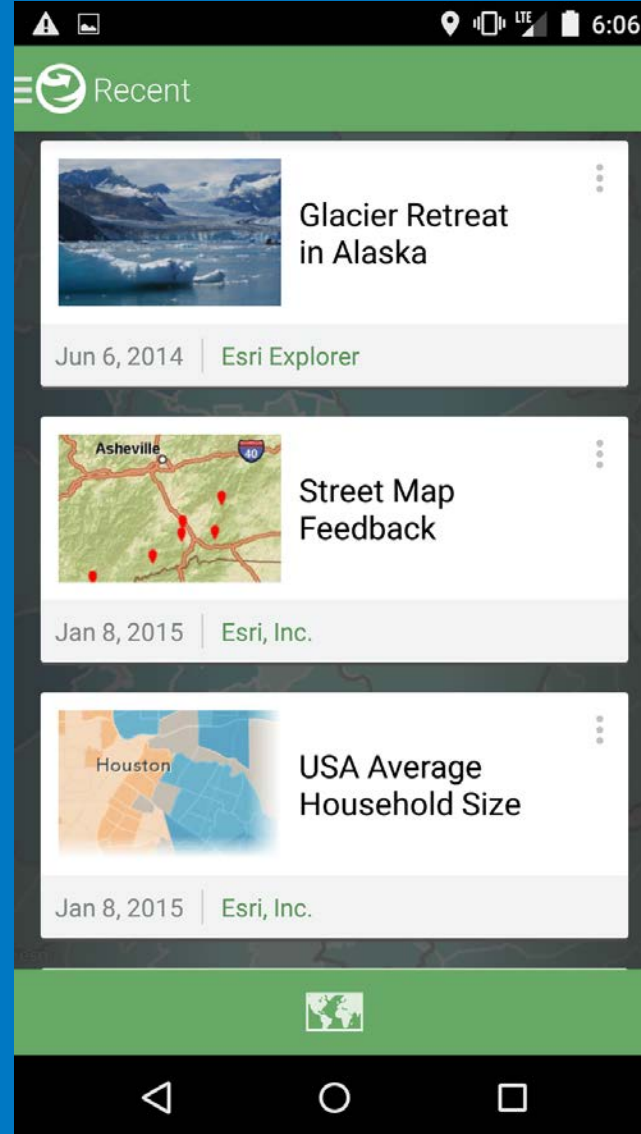 LTE 6:06
Recent
Glacier Retreat
in Alaska
Jun 6, 2014 Esri Explorer
Asheville
40
Street Map
Feedback
Jan 8, 2015 Esri, Inc.
Houston
USA Average
Household Size
Jan 8, 2015 Esri, Inc.